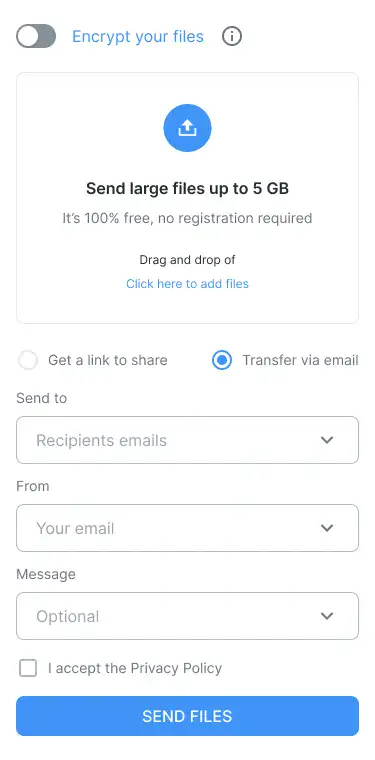 Encrypt your files
Send large files up to 5 GB
It's 100% free, no registration required
Drag and drop of
Click here to add files
Get a link to share
Transfer via email
Send to
Recipients emails
From
Your email
Message
Optional
I accept the Privacy Policy
SEND FILES